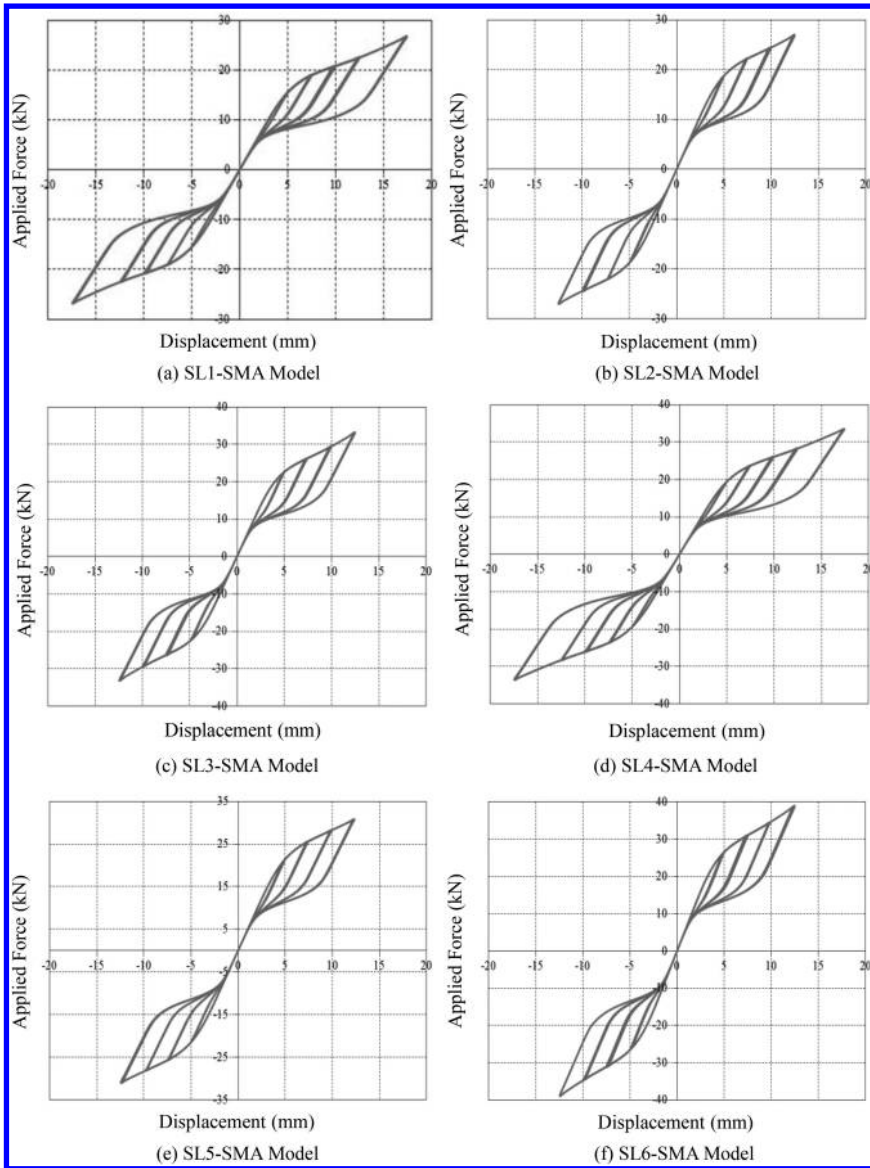 Applied Force (kN)
30
20
10
0
-20 -15 -10 -5 0 5 10 15 20
-10
-20
-30
Displacement (mm)
(a) SL1-SMA Model
Applied Force (kN)
30
20
10
0
-20 -15 -10 -5 0 5 10 15 20
-10
-20
-30
Displacement (mm)
(b) SL2-SMA Model
Applied Force (kN)
40
30
20
10
0
-20 -15 -10 -5 0 5 10 15 20
-10
-20
-30
-40
Displacement (mm)
(c) SL3-SMA Model
Applied Force (kN)
40
30
20
10
0
-20 -15 -10 -5 0 5 10 15 20
-10
-20
-30
-40
Displacement (mm)
(d) SL4-SMA Model
Applied Force (kN)
35
25
15
5
-20 -15 -10 -5 0 5 10 15 20
-5
-15
-25
-35
Displacement (mm)
(e) SL5-SMA Model
Applied Force (kN)
40
30
20
10
0
-20 -15 -10 -5 0 5 10 15 20
-10
-20
-30
-40
Displacement (mm)
(f) SL6-SMA Model